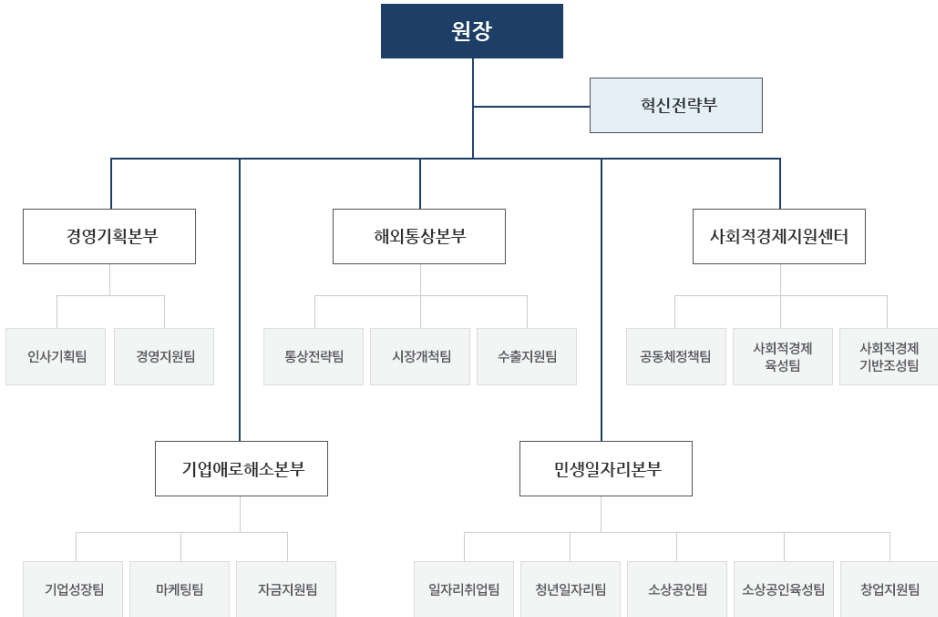 원장
혁신전략부
경영기획본부
해외통상본부
사회적경제지원센터
인사기획팀
경영지원팀
통상전략팀
시장개척팀
수출지원팀
공동체정책팀
사회적경제
육성팀
사회적경제
기반조성팀
기업애로해소본부
민생일자리본부
기업성장팀
마케팅팀
자금지원팀
일자리취업팀
청년일자리팀
소상공인팀
소상공인육성팀
창업지원팀